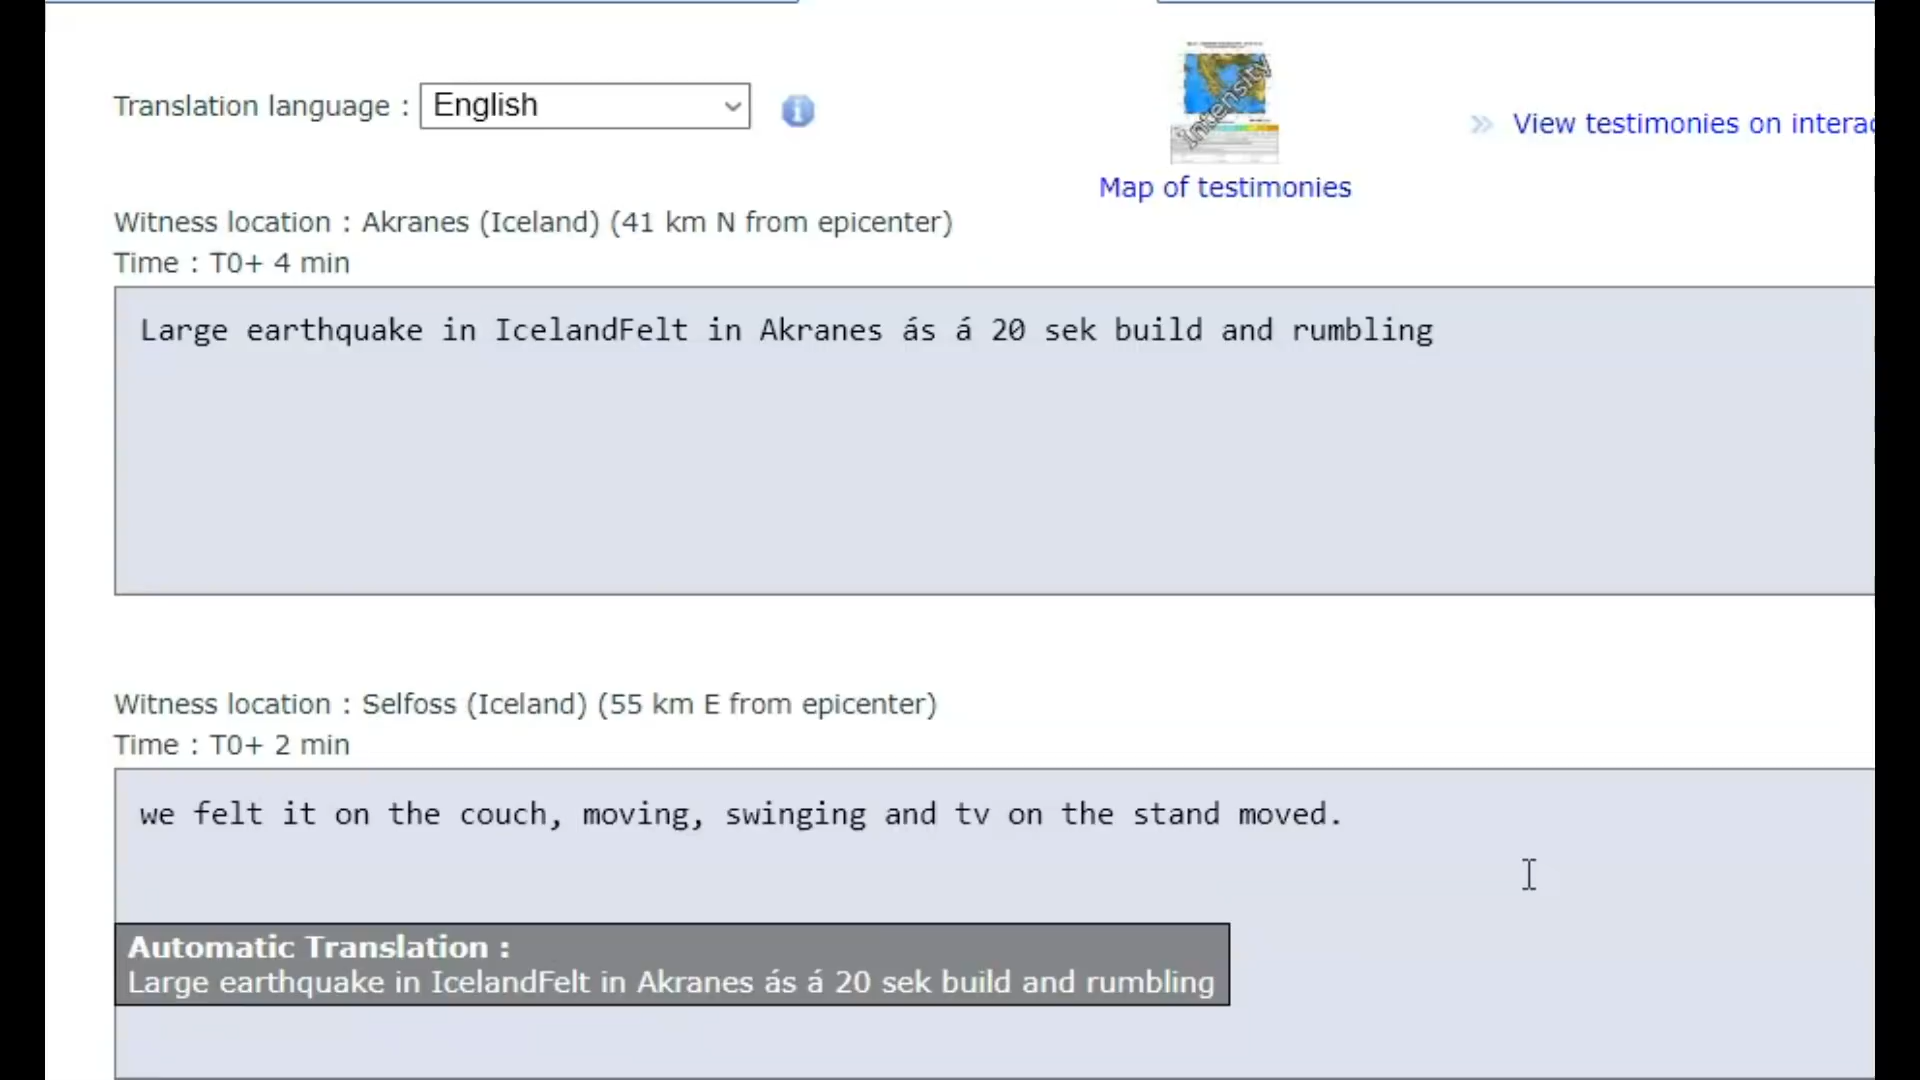 Translation language : English
intensity
Map of testimonies
View testimonies on interac
Witness location : Akranes (Iceland) (41 km N from epicenter)
Time : T0+ 4 min
Large earthquake in IcelandFelt in Akranes ás á 20 sek build and rumbling
Witness location : Selfoss (Iceland) (55 km E from epicenter)
Time : T0+ 2 min
we felt it on the couch, moving, swinging and tv on the stand moved.
Automatic Translation :
Large earthquake in IcelandFelt in Akranes ás á 20 sek build and rumbling